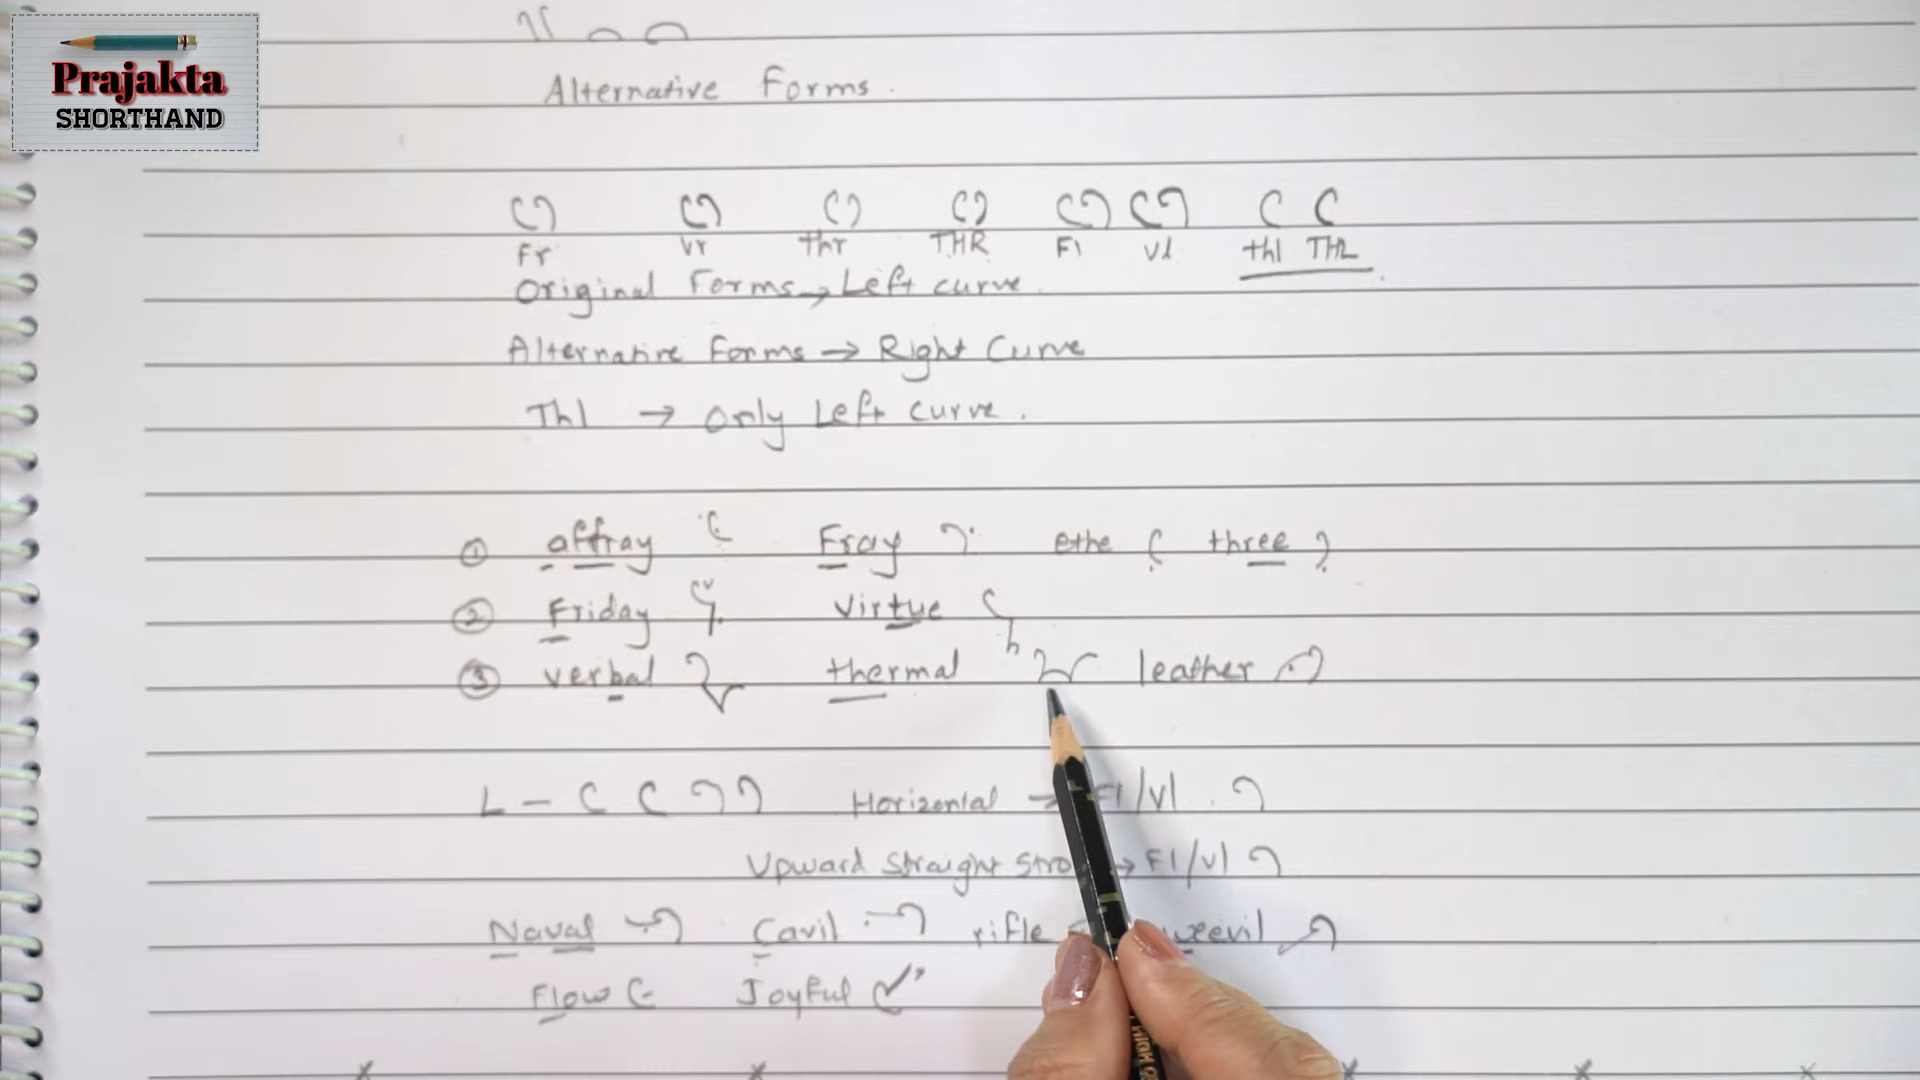 Prajakta
SHORTHAND
Alternative Forms.
Fr Vr thr THR Fl Vl thl THL
Original Forms → Left curve.
Alternative Forms → Right Curve
Thl → Only Left curve.
① affray Fray ethe three
② Friday Virtue
③ verbal thermal leather
L – Horizontal → Fl/Vl.
Upward Straight → Fl/Vl
Naval Cavil rifle weevil
Flow Joyful
HIGH